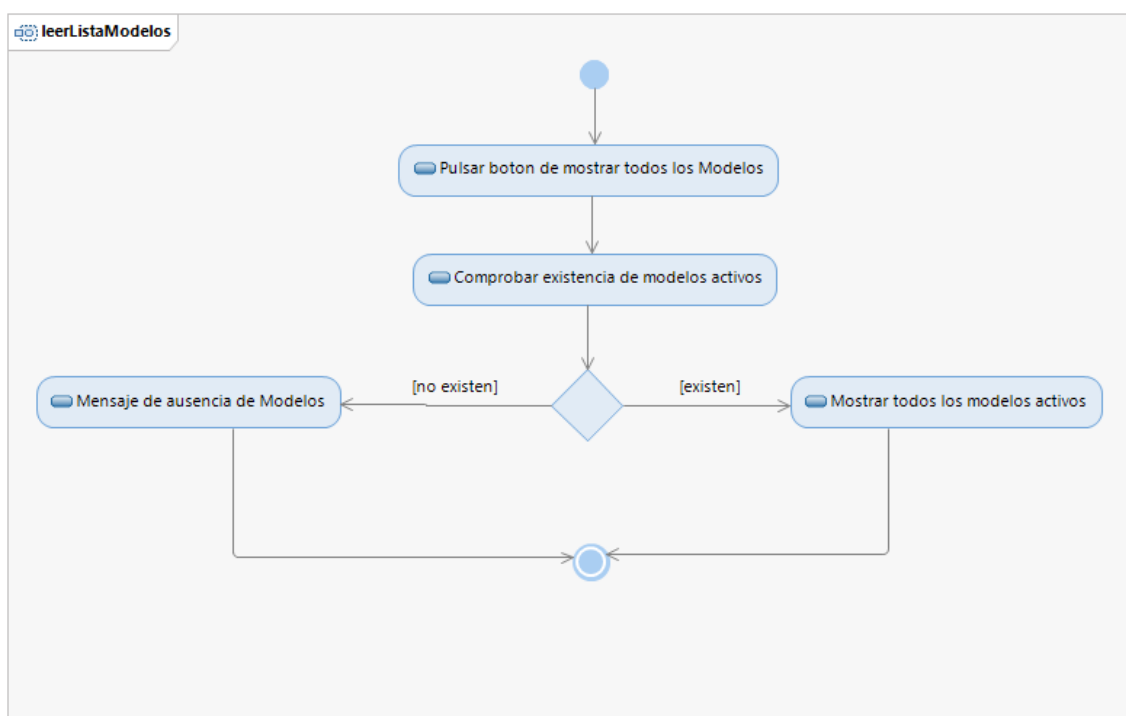 leerListaModelos
Pulsar boton de mostrar todos los Modelos
Comprobar existencia de modelos activos
[no existen]
[existen]
Mensaje de ausencia de Modelos
Mostrar todos los modelos activos